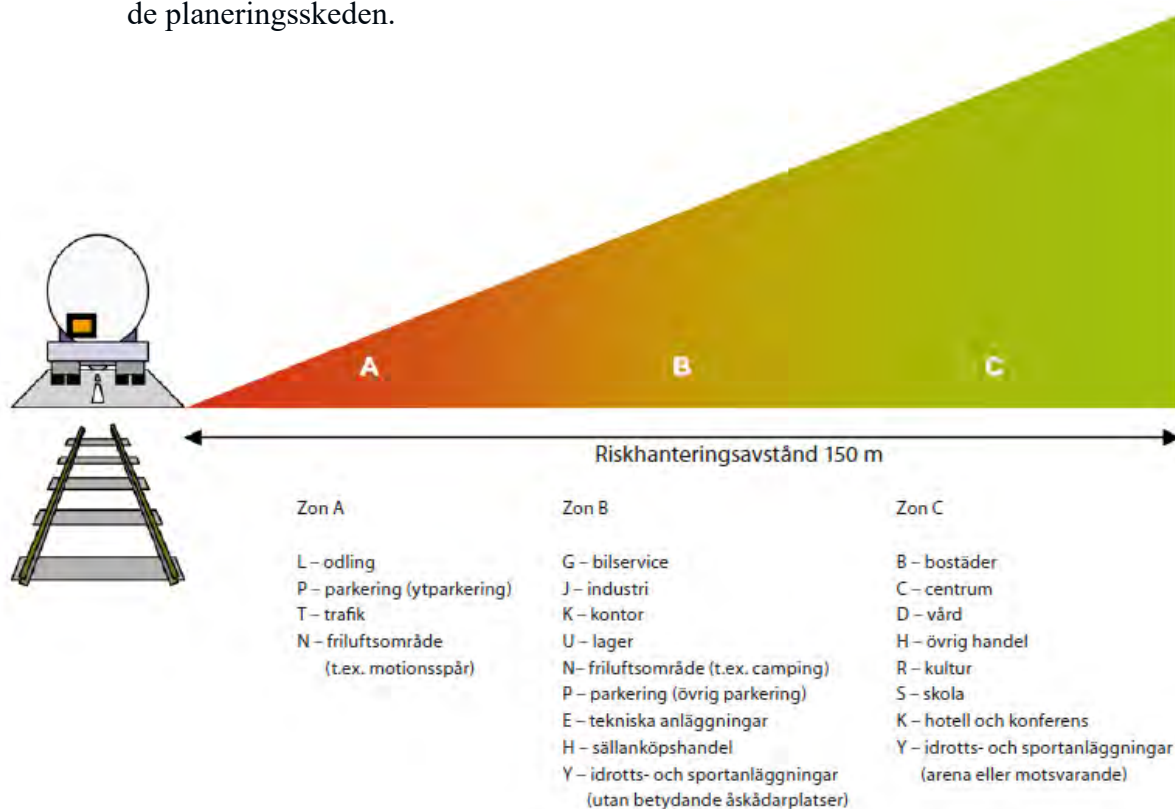 de planeringsskeden.
A
B
C
Riskhanteringsavstånd 150 m
Zon A
L – odling
P – parkering (ytparkering)
T – trafik
N – friluftsområde
(t.ex. motionsspår)
Zon B
G – bilservice
J – industri
K – kontor
U – lager
N– friluftsområde (t.ex. camping)
P – parkering (övrig parkering)
E – tekniska anläggningar
H – sällanköpshandel
Y – idrotts- och sportanläggningar
(utan betydande åskådarplatser)
Zon C
B – bostäder
C – centrum
D – vård
H – övrig handel
R – kultur
S – skola
K – hotell och konferens
Y – idrotts- och sportanläggningar
(arena eller motsvarande)